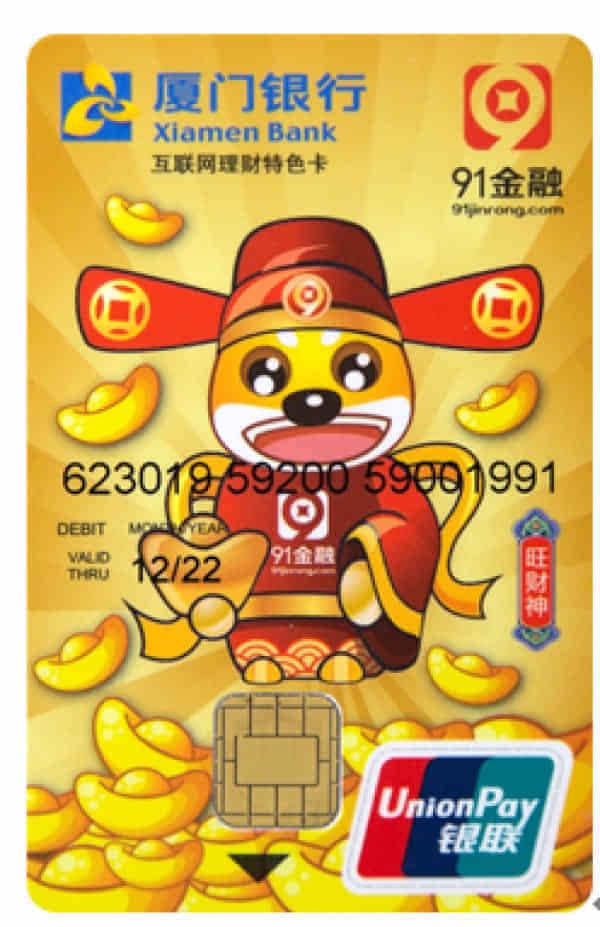 厦门银行
Xiamen Bank
互联网理财特色卡
91金融
91jinrong.com
623019 59200 59001991
DEBIT MONTH/YEAR
VALID THRU 12/22
91金融
91jinrong.com
旺财神
UnionPay
银联